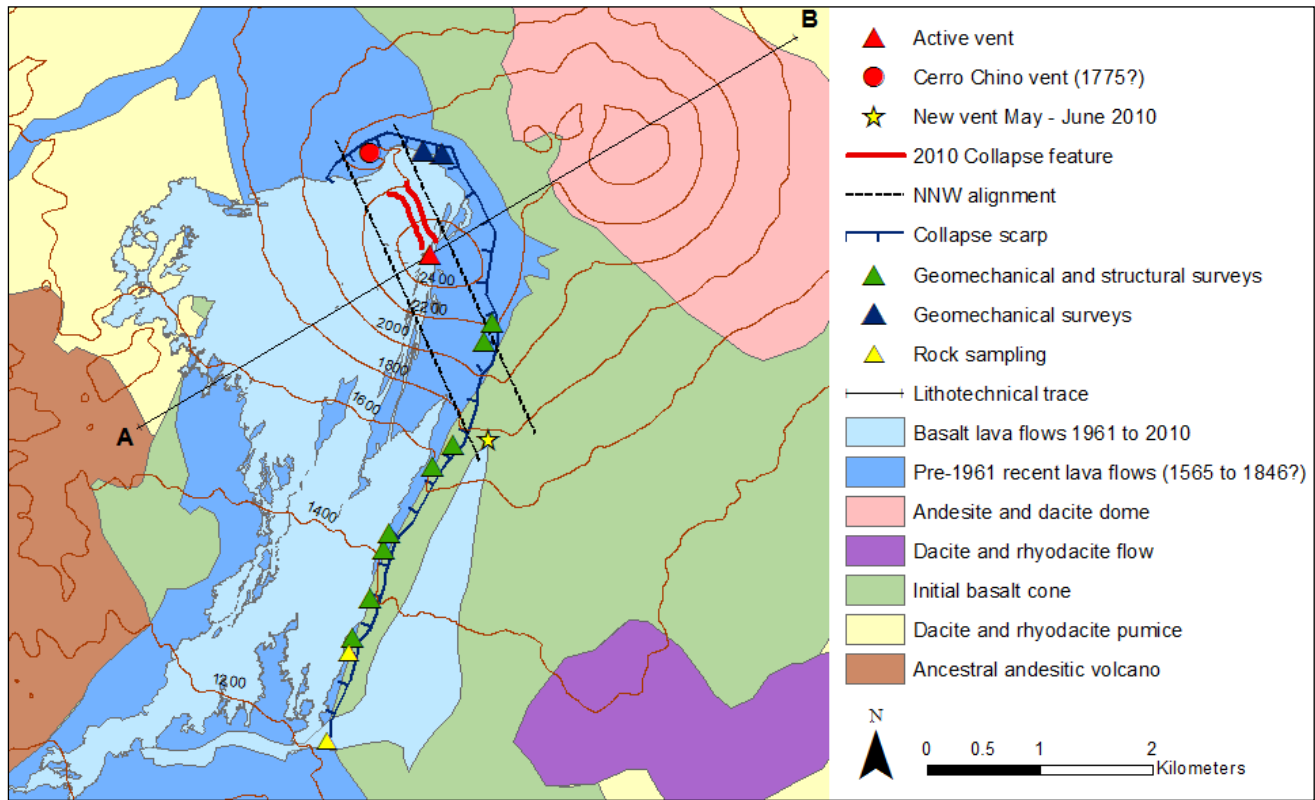 B
A
2400
2200
2000
1800
1600
1400
1200
Active vent
Cerro Chino vent (1775?)
New vent May - June 2010
2010 Collapse feature
NNW alignment
Collapse scarp
Geomechanical and structural surveys
Geomechanical surveys
Rock sampling
Lithotechnical trace
Basalt lava flows 1961 to 2010
Pre-1961 recent lava flows (1565 to 1846?)
Andesite and dacite dome
Dacite and rhyodacite flow
Initial basalt cone
Dacite and rhyodacite pumice
Ancestral andesitic volcano
N
0 0.5 1 2
Kilometers